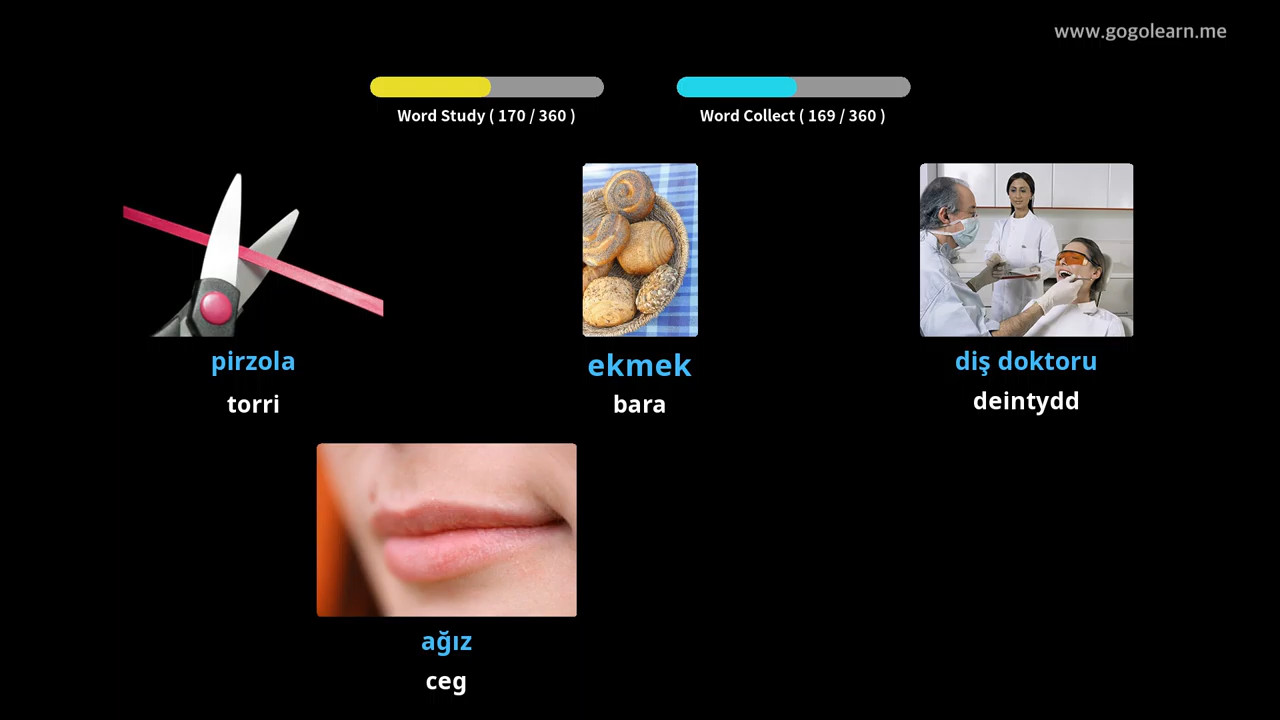 www.gogolearn.me
Word Study ( 170 / 360 )
Word Collect ( 169 / 360 )
pirzola
torri
ekmek
bara
diş doktoru
deintydd
ağız
ceg